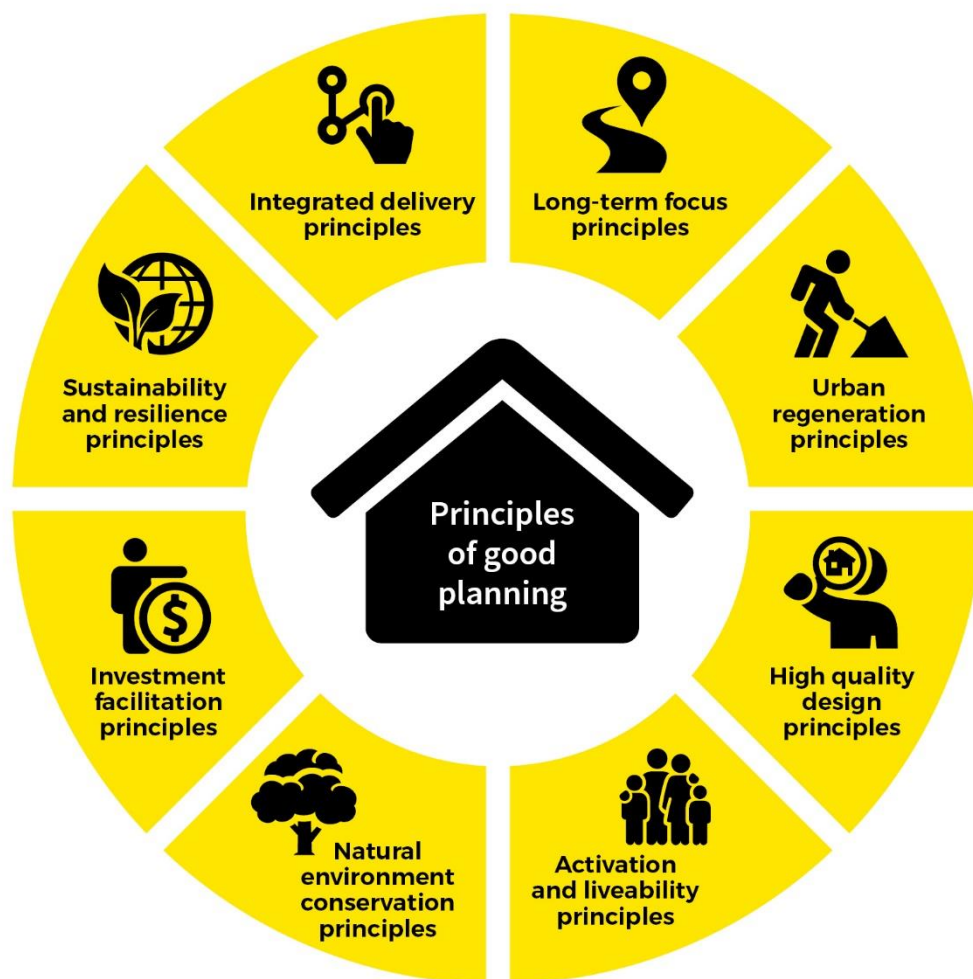 Integrated delivery
principles
Long-term focus
principles
Urban
regeneration
principles
High quality
design
principles
Activation
and liveability
principles
Natural
environment
conservation
principles
Investment
facilitation
principles
Sustainability
and resilience
principles
Principles
of good
planning
$